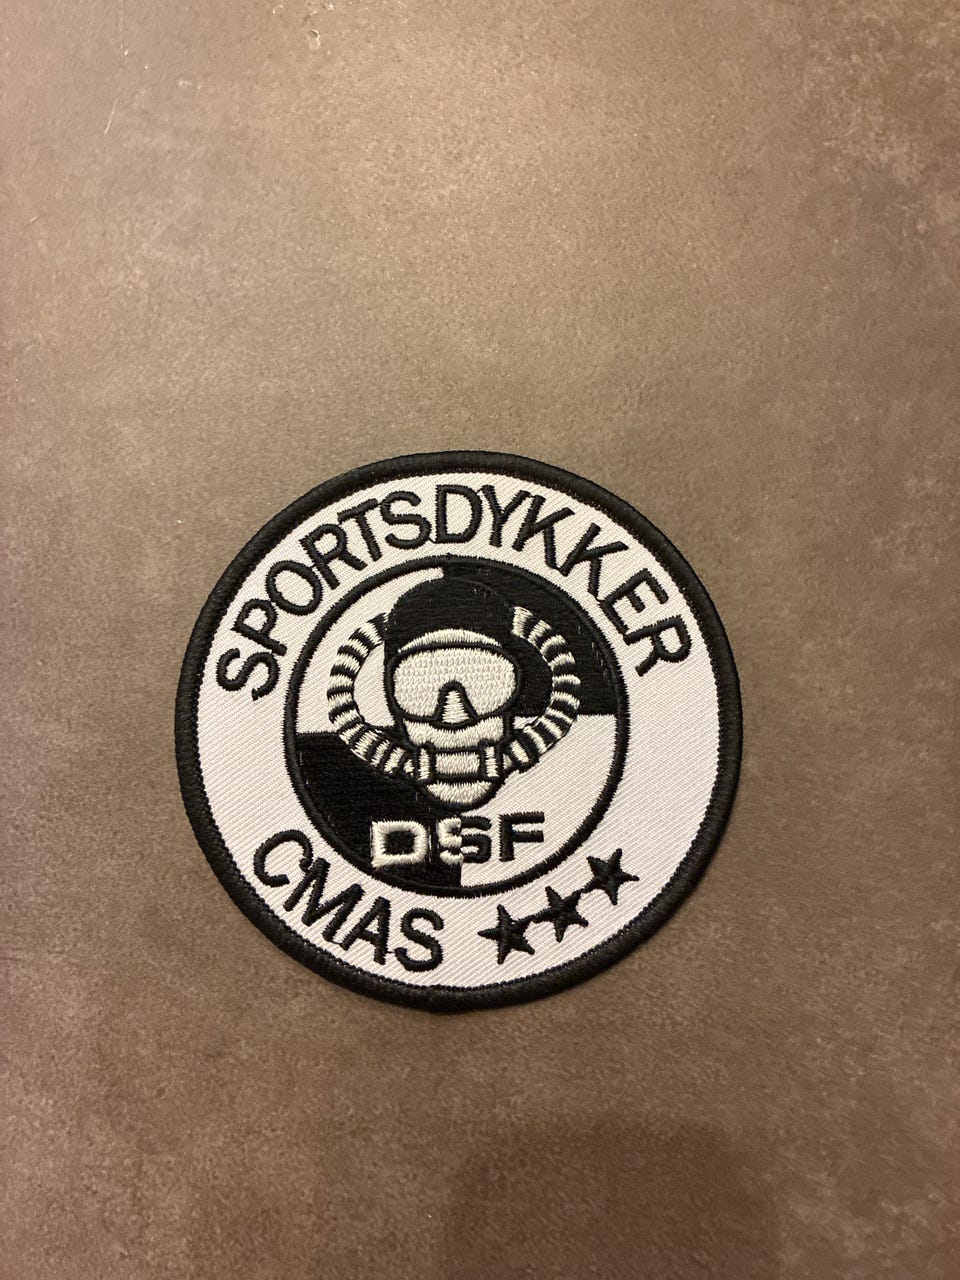 SPORTSDYKKER
DSF
CMAS ★★★